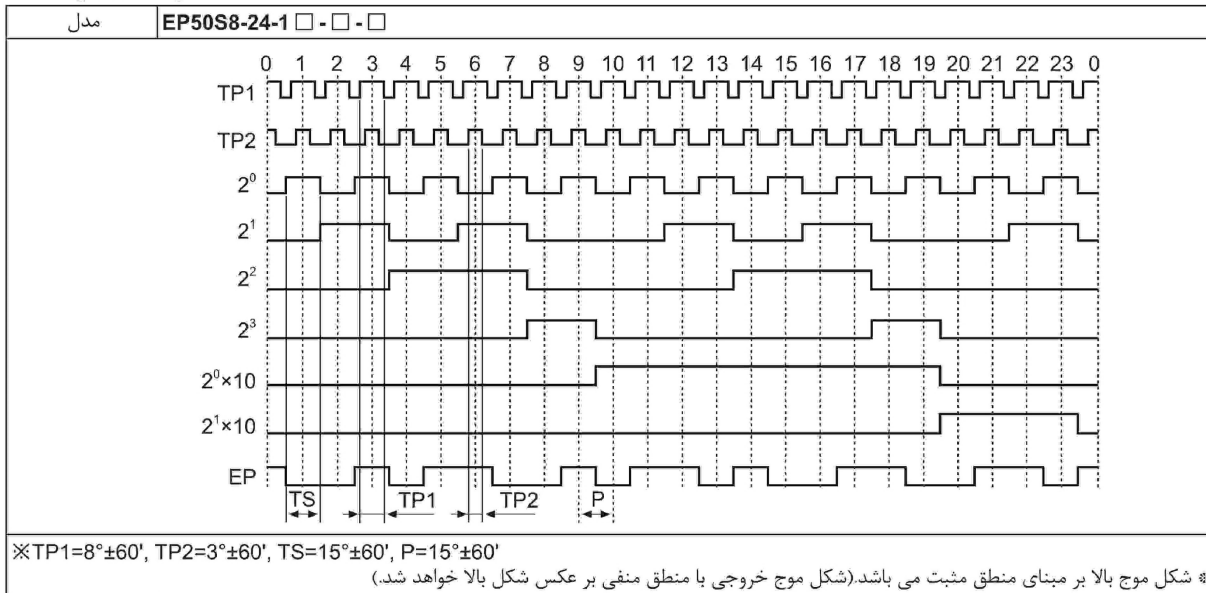 مدل EP50S8-24-1 □ - □ - □
0 1 2 3 4 5 6 7 8 9 10 11 12 13 14 15 16 17 18 19 20 21 22 23 0
TP1
TP2
2⁰
2¹
2²
2³
2⁰×10
2¹×10
EP
TS TP1 TP2 P
※TP1=8°±60', TP2=3°±60', TS=15°±60', P=15°±60'
* شکل موج بالا بر مبنای منطق مثبت می باشد.(شکل موج خروجی با منطق منفی بر عکس شکل بالا خواهد شد.)